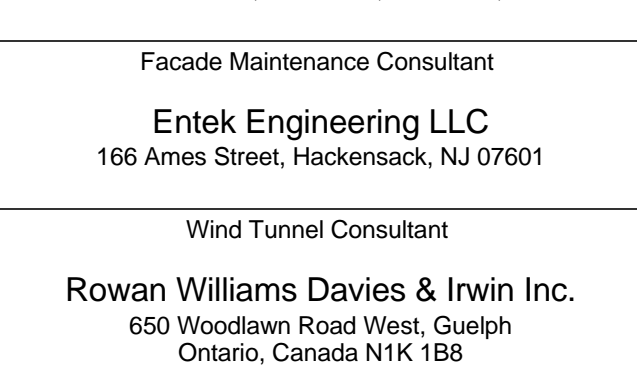 Facade Maintenance Consultant
Entek Engineering LLC
166 Ames Street, Hackensack, NJ 07601
Wind Tunnel Consultant
Rowan Williams Davies & Irwin Inc.
650 Woodlawn Road West, Guelph
Ontario, Canada N1K 1B8